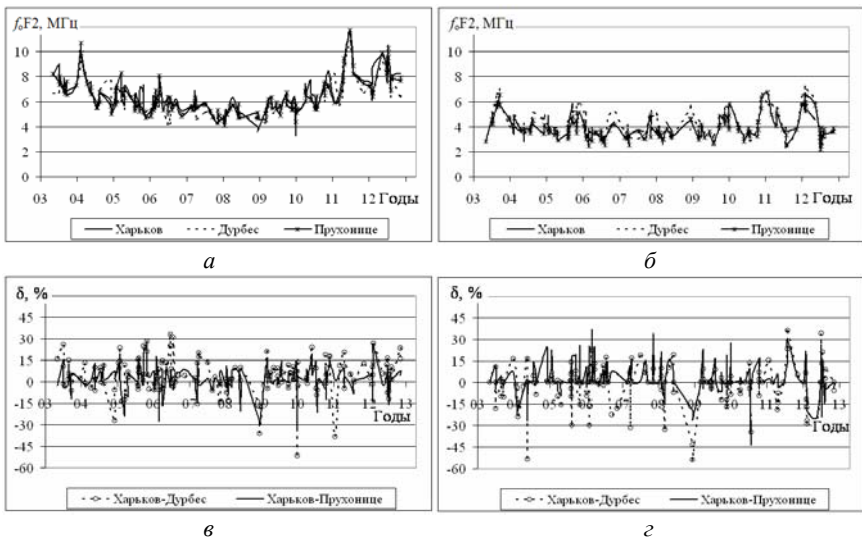 f₀F2, МГц
10
8
6
4
2
0
03 04 05 06 07 08 09 10 11 12 Годы
Харьков Дурбес Прухонице
а
f₀F2, МГц
10
8
6
4
2
0
03 04 05 06 07 08 09 10 11 12 Годы
Харьков Дурбес Прухонице
б
δ, %
45
30
15
0
-15
-30
-45
-60
03 04 05 06 07 08 09 10 11 12 13
Годы
Харьков-Дурбес Харьков-Прухонице
в
δ, %
45
30
15
0
-15
-30
-45
-60
03 04 05 06 07 08 09 10 11 12 13
Годы
Харьков-Дурбес Харьков-Прухонице
г